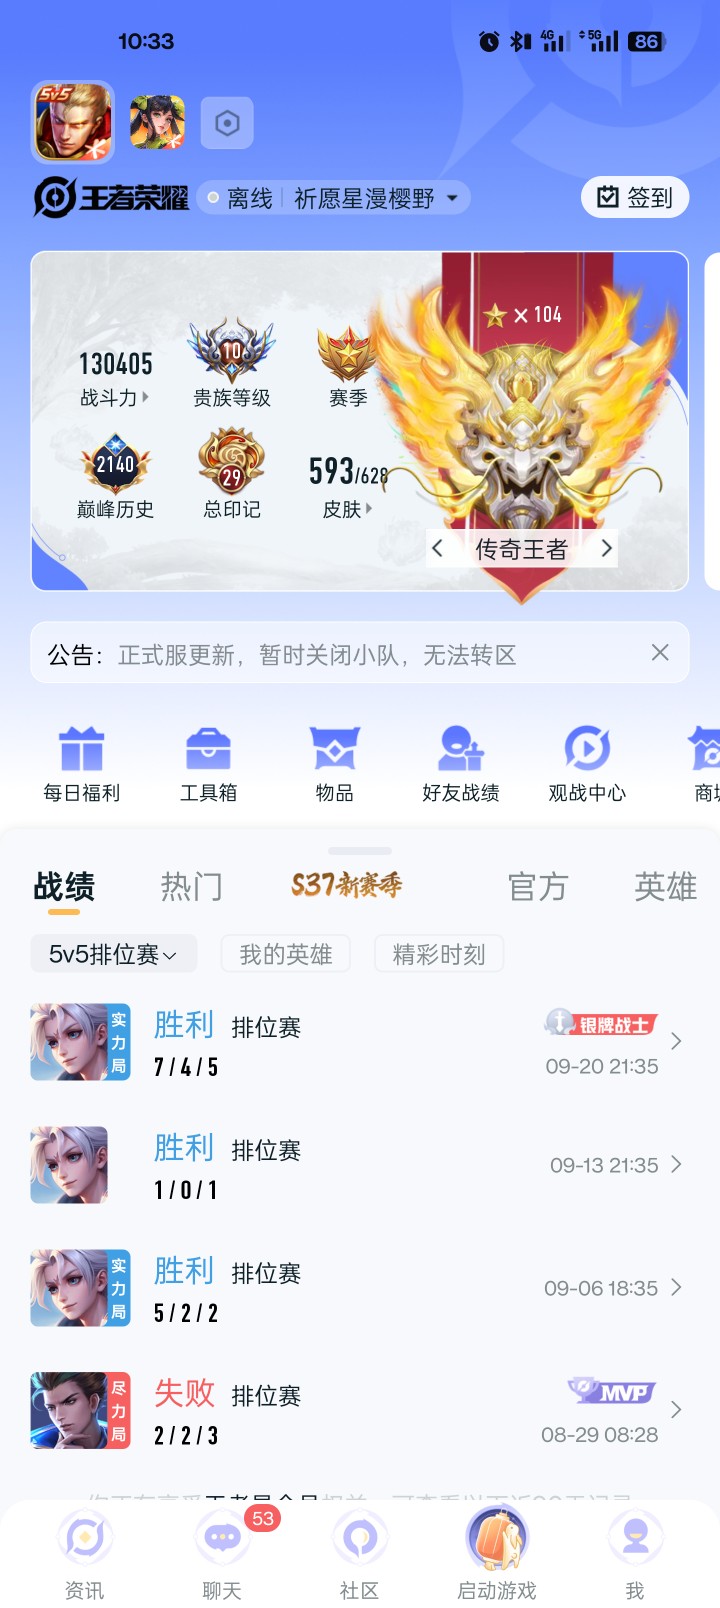 10:33
4G
5G
86
5v5
王者荣耀
离线 祈愿星漫樱野
签到
× 104
130405
战斗力
10
贵族等级
赛季
2140
巅峰历史
29
总印记
593/628
皮肤
传奇王者
公告： 正式服更新，暂时关闭小队，无法转区
每日福利
工具箱
物品
好友战绩
观战中心
商城
战绩
热门
S37新赛季
官方
英雄
5v5排位赛
我的英雄
精彩时刻
实力局
胜利 排位赛
银牌战士
7/4/5
09-20 21:35
胜利 排位赛
1/0/1
09-13 21:35
实力局
胜利 排位赛
5/2/2
09-06 18:35
尽力局
失败 排位赛
MVP
2/2/3
08-29 08:28
53
资讯
聊天
社区
启动游戏
我